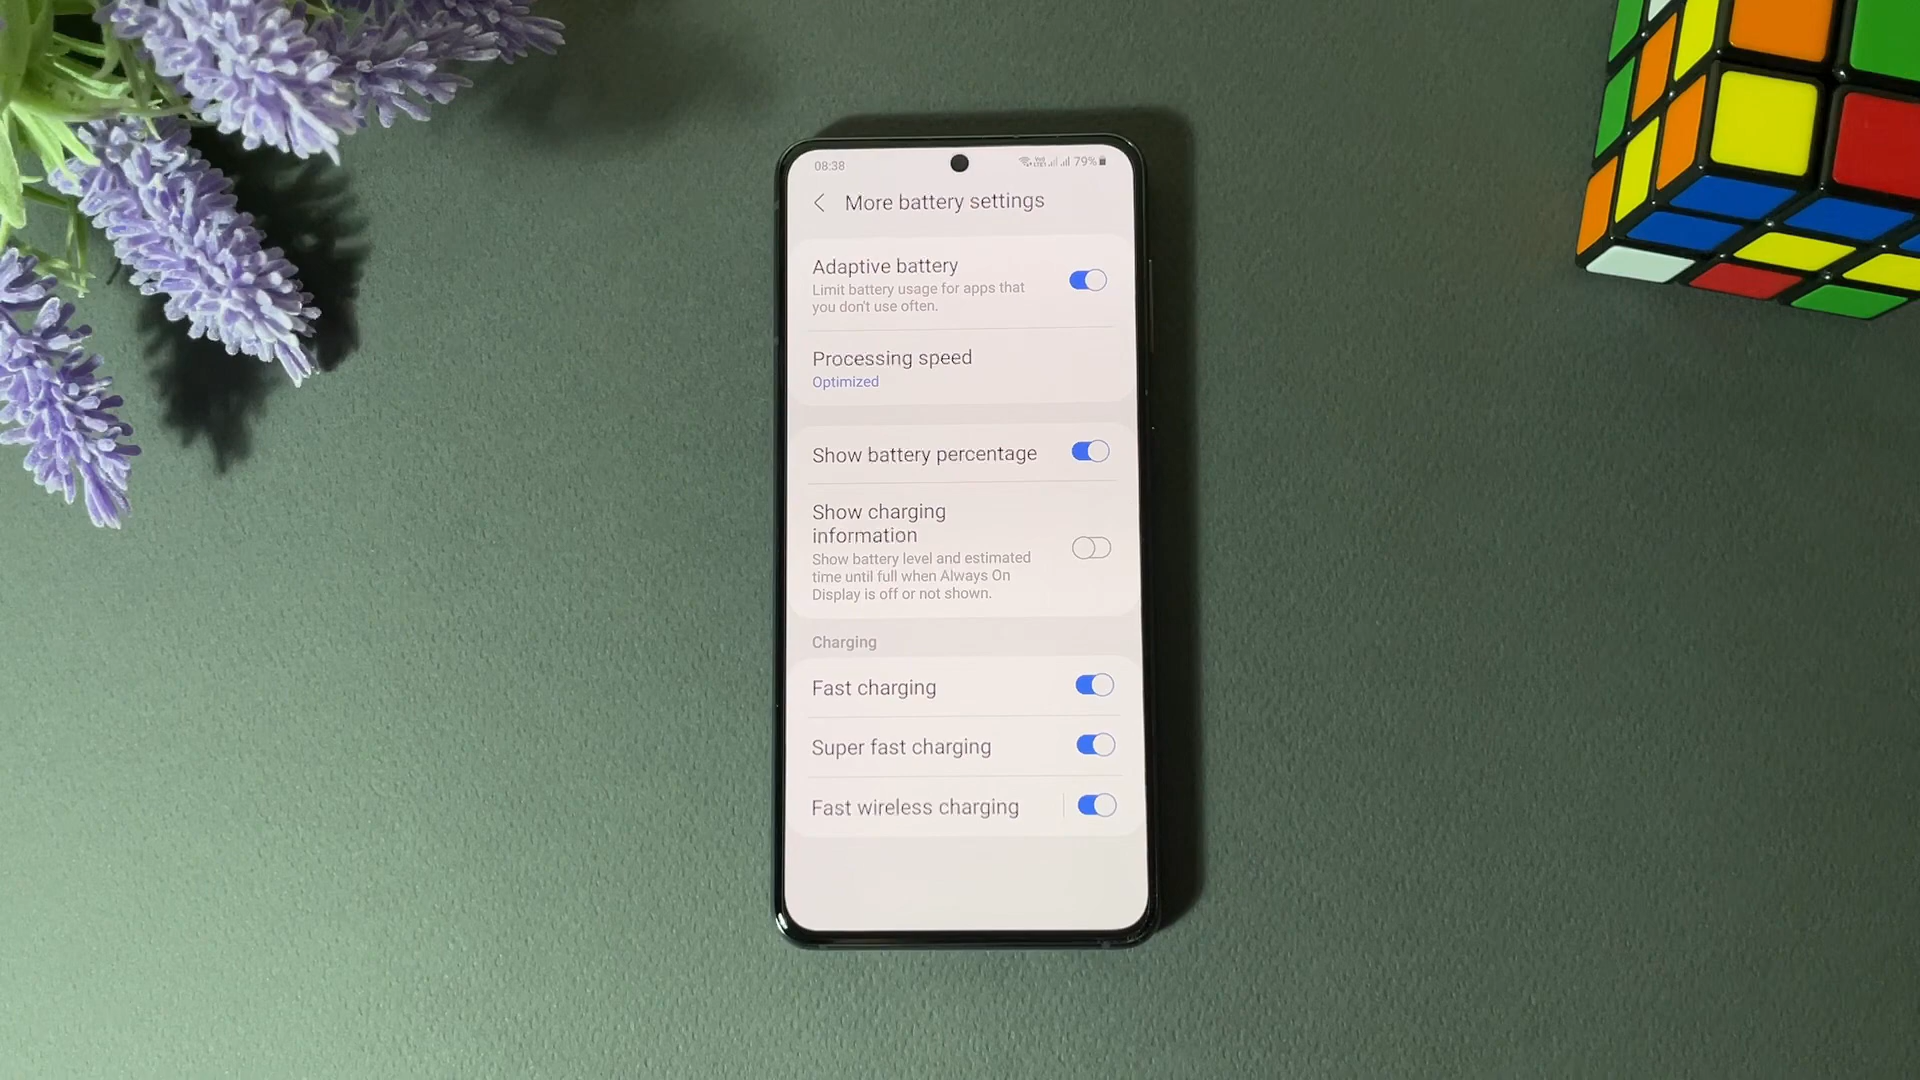 08:38 79%
More battery settings
Adaptive battery
Limit battery usage for apps that
you don't use often.
Processing speed
Optimized
Show battery percentage
Show charging
information
Show battery level and estimated
time until full when Always On
Display is off or not shown.
Charging
Fast charging
Super fast charging
Fast wireless charging